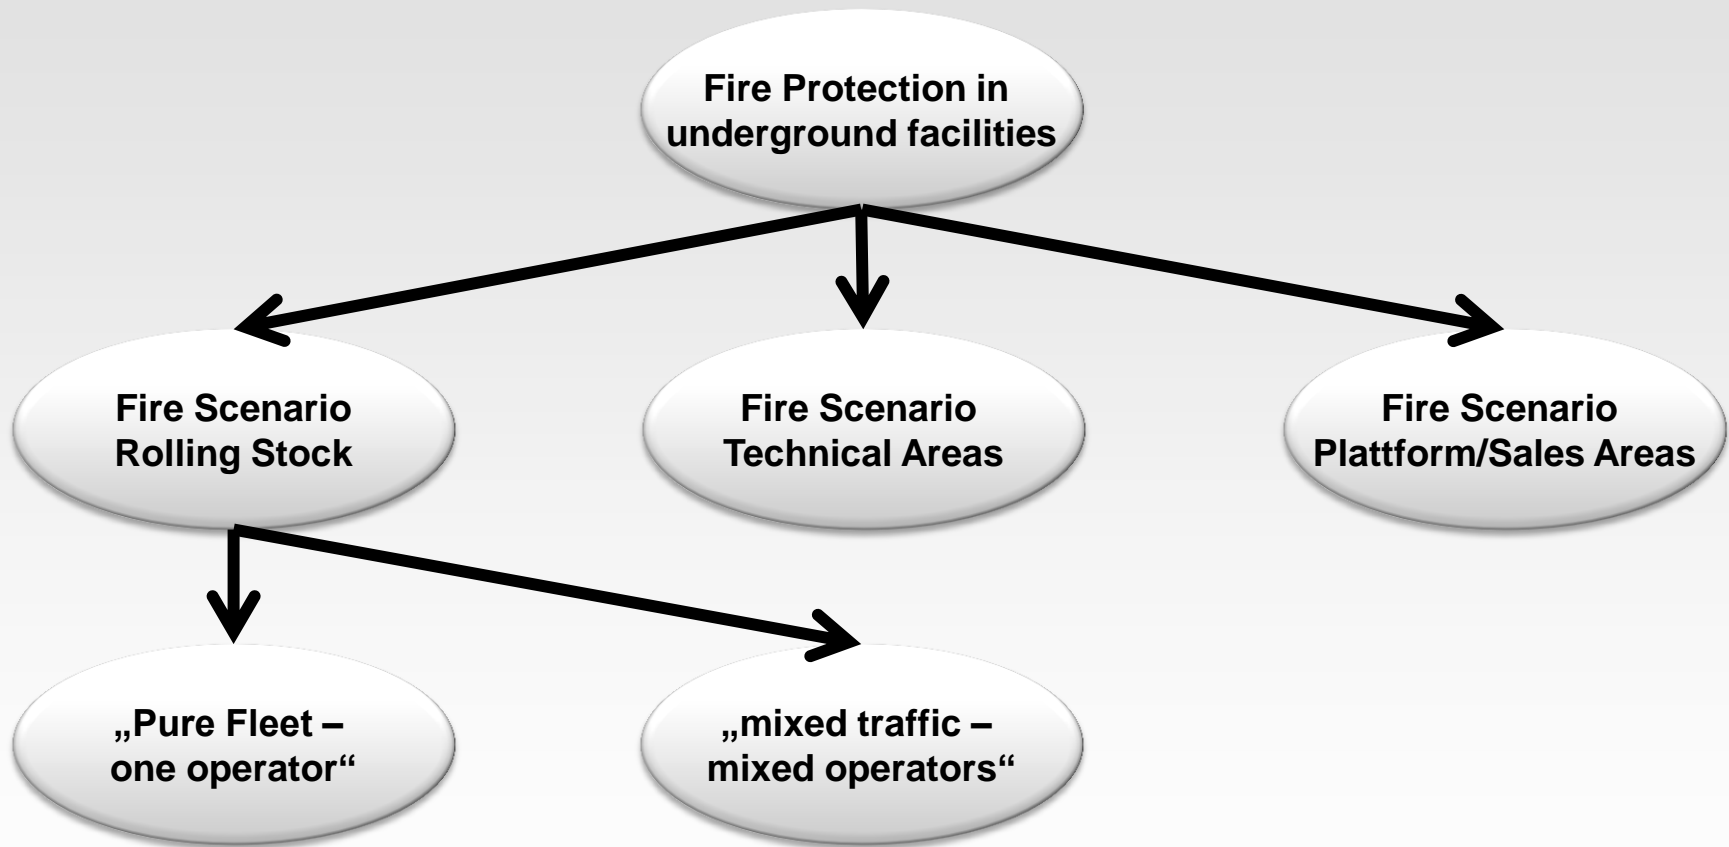 Fire Protection in
underground facilities
Fire Scenario
Rolling Stock
Fire Scenario
Technical Areas
Fire Scenario
Plattform/Sales Areas
„Pure Fleet –
one operator“
„mixed traffic –
mixed operators“